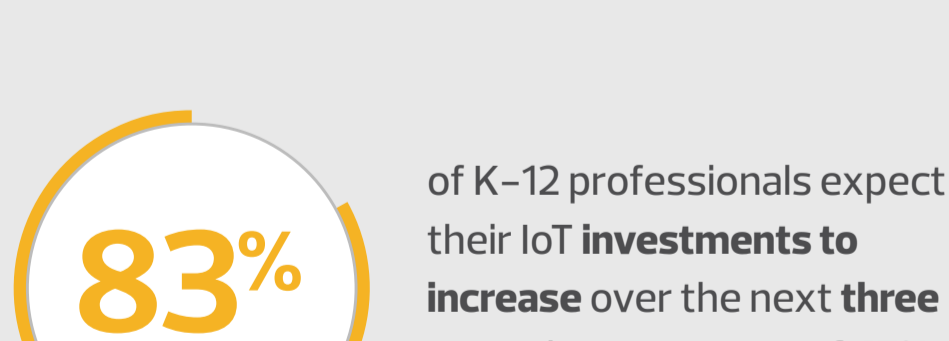 83%
of K–12 professionals expect
their IoT investments to
increase over the next three